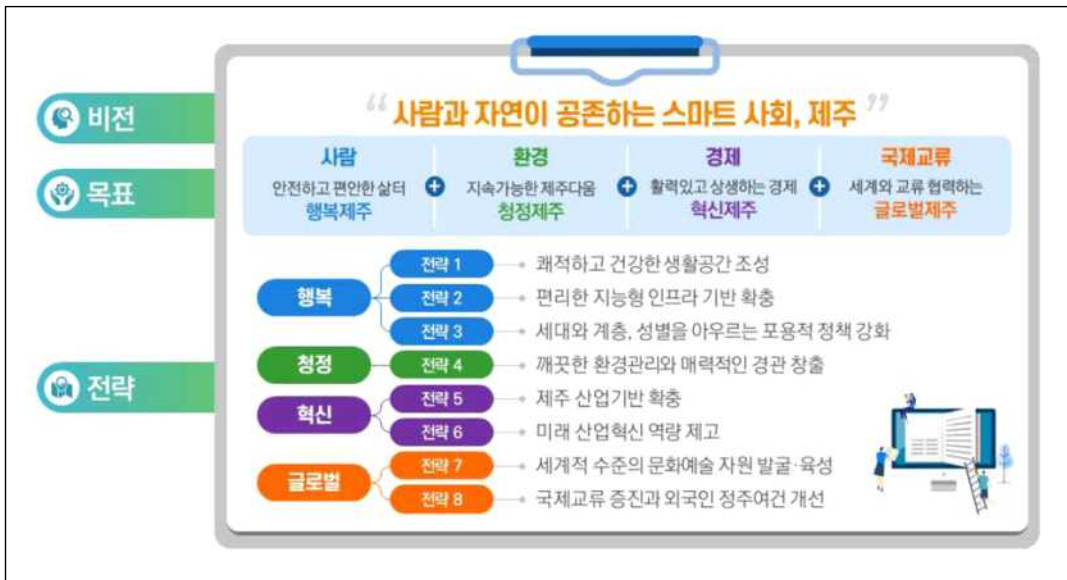 비전
“사람과 자연이 공존하는 스마트 사회, 제주”
목표
사람
안전하고 편안한 삶터
행복제주
환경
지속가능한 제주다움
청정제주
경제
활력있고 상생하는 경제
혁신제주
국제교류
세계와 교류 협력하는
글로벌제주
전략
행복
전략 1 쾌적하고 건강한 생활공간 조성
전략 2 편리한 지능형 인프라 기반 확충
전략 3 세대와 계층, 성별을 아우르는 포용적 정책 강화
청정
전략 4 깨끗한 환경관리와 매력적인 경관 창출
혁신
전략 5 제주 산업기반 확충
전략 6 미래 산업혁신 역량 제고
글로벌
전략 7 세계적 수준의 문화예술 자원 발굴·육성
전략 8 국제교류 증진과 외국인 정주여건 개선